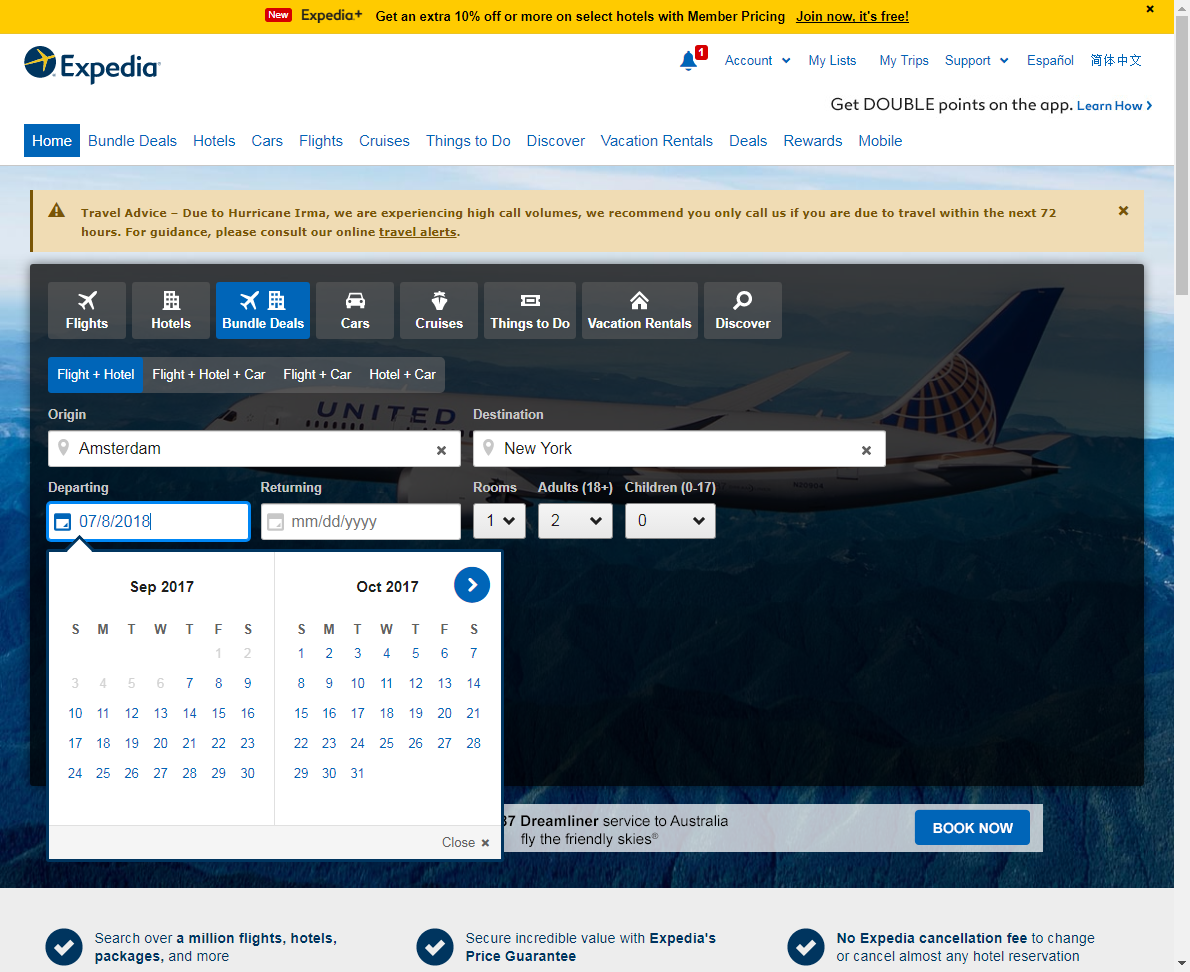 New Expedia+ Get an extra 10% off or more on select hotels with Member Pricing Join now, it's free!
Expedia
1 Account My Lists My Trips Support Español 简体中文
Get DOUBLE points on the app. Learn How
Home Bundle Deals Hotels Cars Flights Cruises Things to Do Discover Vacation Rentals Deals Rewards Mobile
Travel Advice – Due to Hurricane Irma, we are experiencing high call volumes, we recommend you only call us if you are due to travel within the next 72
hours. For guidance, please consult our online travel alerts.
Flights Hotels Bundle Deals Cars Cruises Things to Do Vacation Rentals Discover
Flight + Hotel Flight + Hotel + Car Flight + Car Hotel + Car
UNITED
Origin Destination
Amsterdam New York
Departing Returning Rooms Adults (18+) Children (0-17)
07/8/2018 mm/dd/yyyy 1 2 0
Sep 2017 Oct 2017
S M T W T F S S M T W T F S
1 2 1 2 3 4 5 6 7
3 4 5 6 7 8 9 8 9 10 11 12 13 14
10 11 12 13 14 15 16 15 16 17 18 19 20 21
17 18 19 20 21 22 23 22 23 24 25 26 27 28
24 25 26 27 28 29 30 29 30 31
Close
37 Dreamliner service to Australia
fly the friendly skies®
BOOK NOW
Search over a million flights, hotels,
packages, and more
Secure incredible value with Expedia's
Price Guarantee
No Expedia cancellation fee to change
or cancel almost any hotel reservation